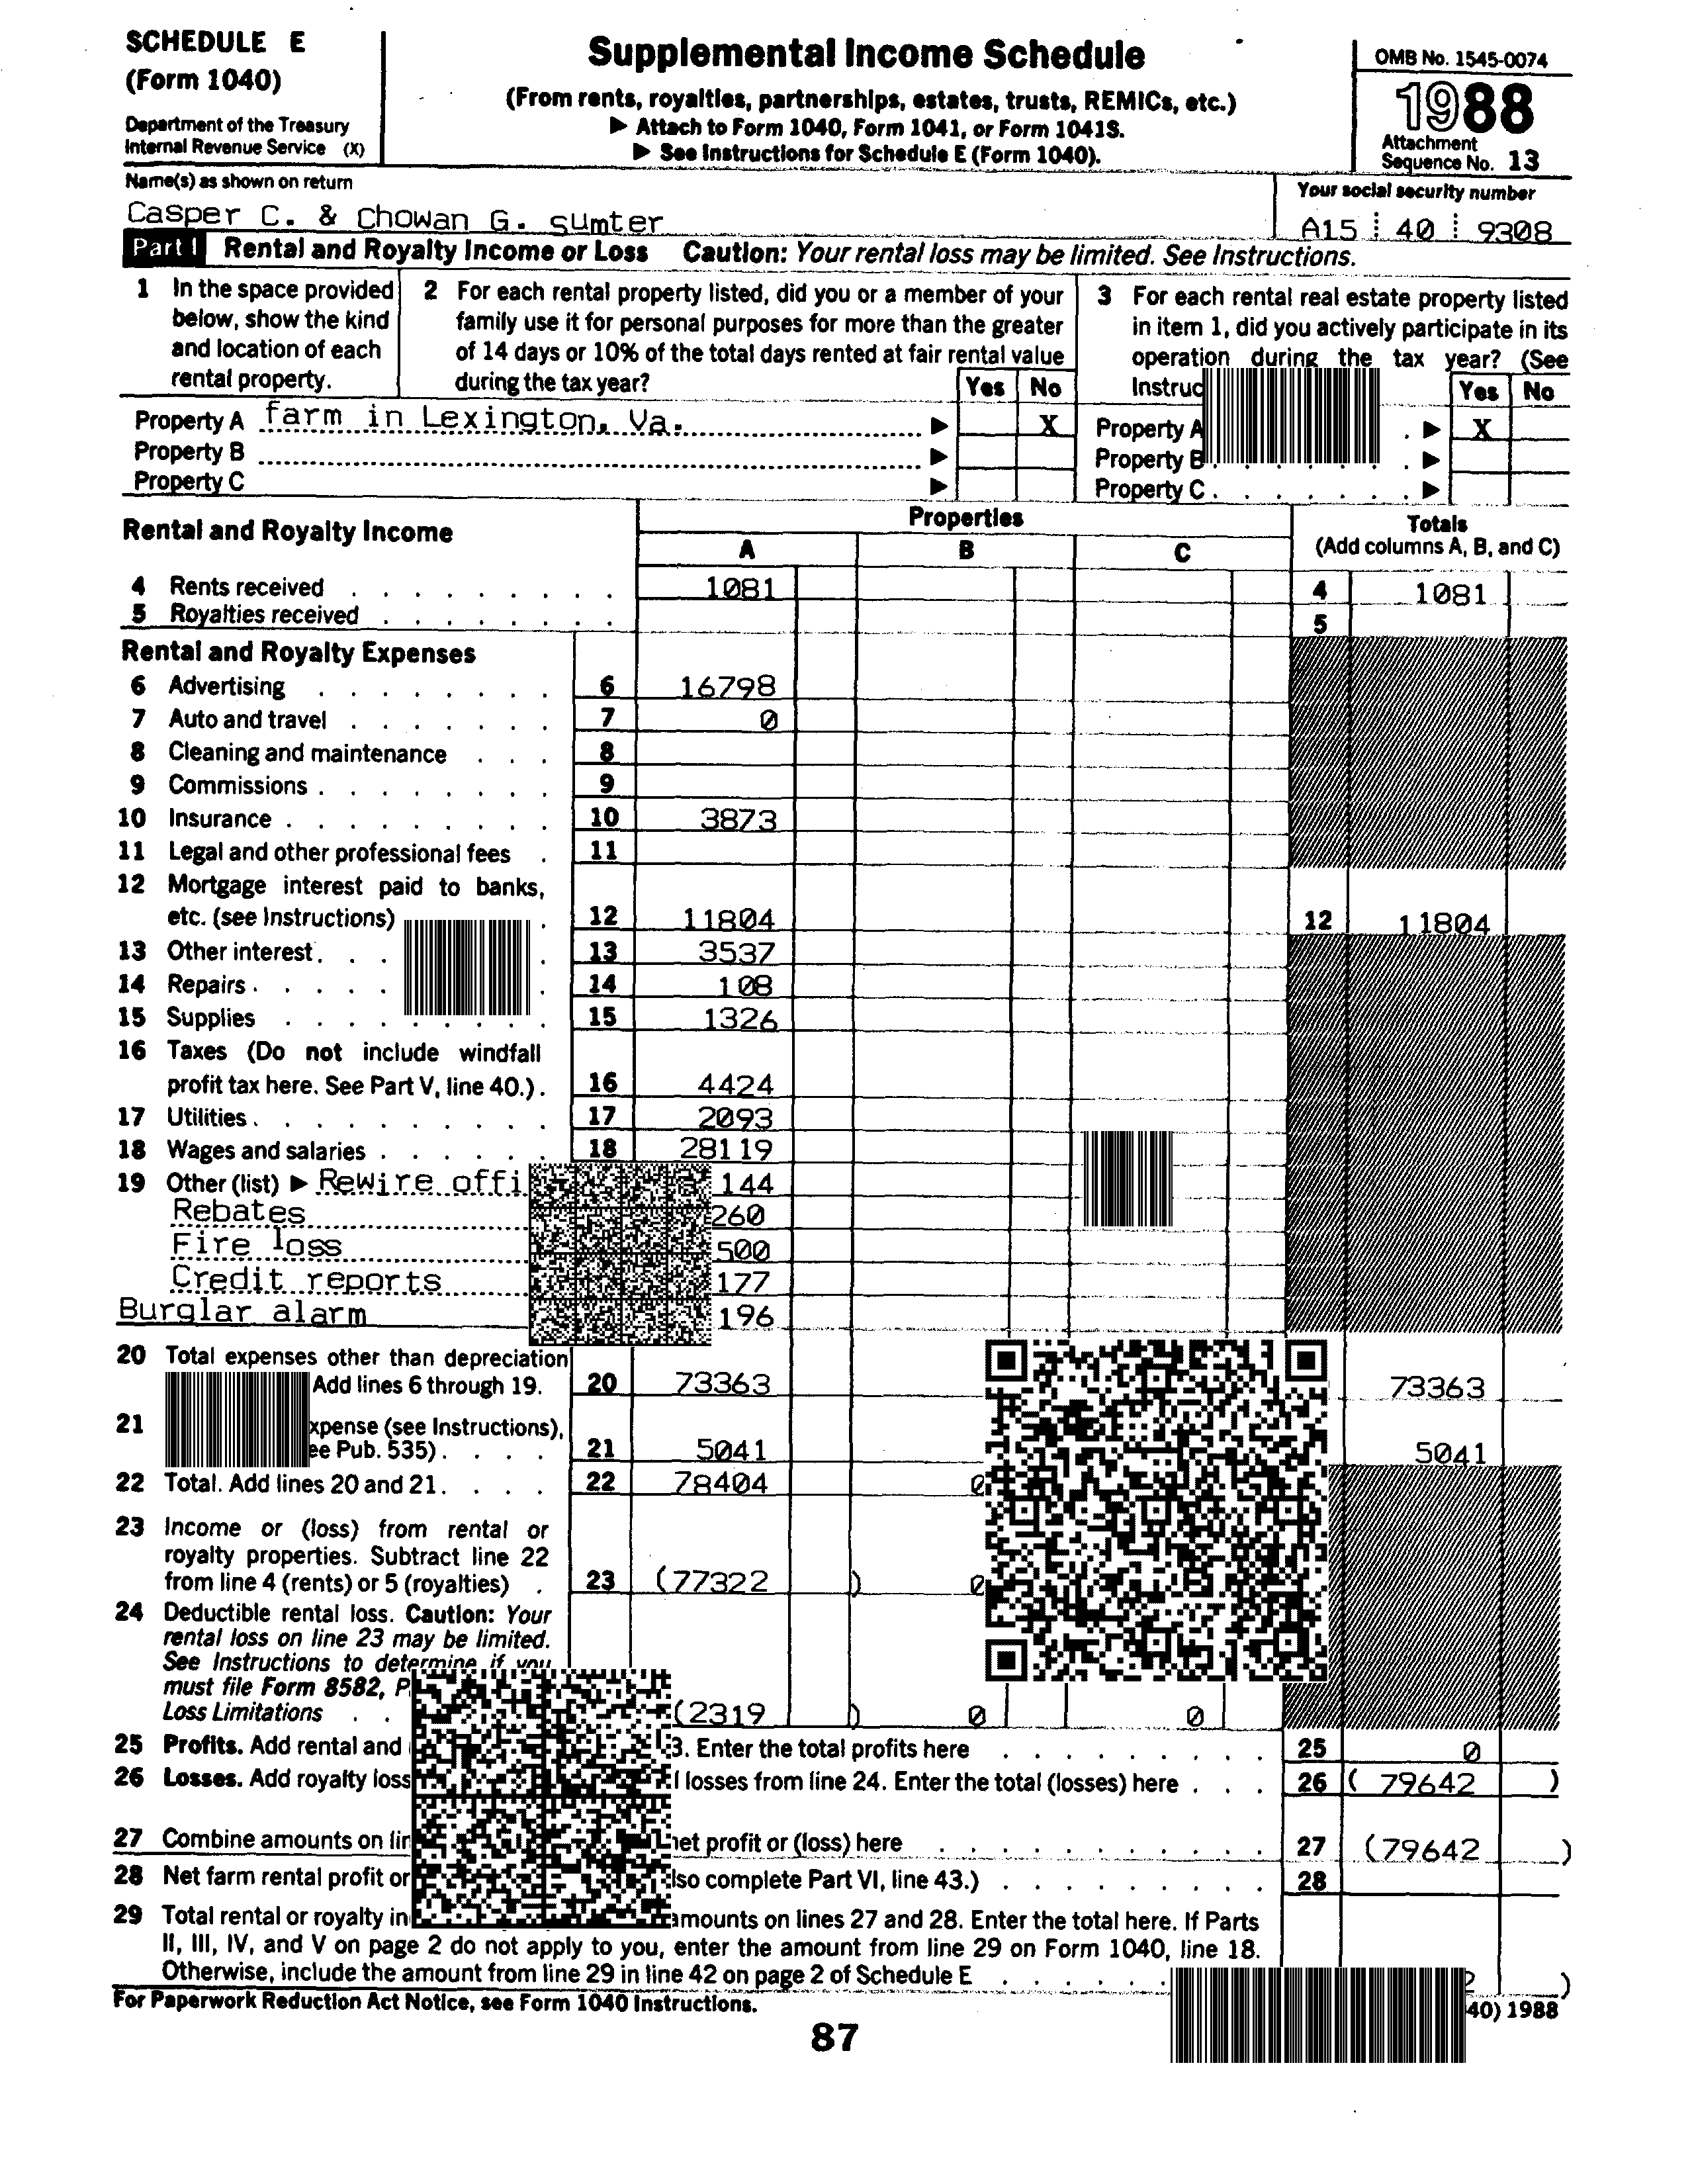 SCHEDULE E
(Form 1040)
Department of the Treasury
Internal Revenue Service (X)
Supplemental Income Schedule
(From rents, royalties, partnerships, estates, trusts, REMICs, etc.)
▶ Attach to Form 1040, Form 1041, or Form 1041S.
▶ See Instructions for Schedule E (Form 1040).
OMB No. 1545-0074
1988
Attachment
Sequence No. 13
Name(s) as shown on return
Casper C. & Chowan G. Sumter
Your social security number
A15 40 9308
Part I Rental and Royalty Income or Loss Caution: Your rental loss may be limited. See Instructions.
1 In the space provided
below, show the kind
and location of each
rental property.
2 For each rental property listed, did you or a member of your
family use it for personal purposes for more than the greater
of 14 days or 10% of the total days rented at fair rental value
during the tax year?
Yes No
3 For each rental real estate property listed
in item 1, did you actively participate in its
operation during the tax year? (See
Yes No
Property A farm in Lexington, Va. ▶ X
Property B ▶
Property C ▶
Property A ▶ X
Property B ▶
Property C ▶
Rental and Royalty Income
Properties
A B C
Totals
(Add columns A, B, and C)
4 Rents received 1081 4 1081
5 Royalties received 5
Rental and Royalty Expenses
6 Advertising 6 16798
7 Auto and travel 7 0
8 Cleaning and maintenance 8
9 Commissions 9
10 Insurance 10 3873
11 Legal and other professional fees 11
12 Mortgage interest paid to banks,
etc. (see Instructions) 12 11804 12 11804
13 Other interest 13 3537
14 Repairs 14 108
15 Supplies 15 1326
16 Taxes (Do not include windfall
profit tax here. See Part V, line 40.) 16 4424
17 Utilities 17 2093
18 Wages and salaries 18 28119
19 Other (list) ▶ Rewire 144
Rebates 260
Fire loss 500
Credit reports 177
Burglar alarm 196
20 Total expenses other than depreciation
Add lines 6 through 19. 20 73363 73363
21 (see Instructions),
Pub. 535) 21 5041 5041
22 Total. Add lines 20 and 21 22 78404 0
23 Income or (loss) from rental or
royalty properties. Subtract line 22
from line 4 (rents) or 5 (royalties) 23 (77322 ) 0
24 Deductible rental loss. Caution: Your
rental loss on line 23 may be limited.
See Instructions to determine if you
must file Form 8582,
Loss Limitations (2319 ) 0 0
25 Profits. Add rental and 3. Enter the total profits here 25 0
26 Losses. Add royalty losses from line 24. Enter the total (losses) here 26 ( 79642 )
27 Combine amounts on net profit or (loss) here 27 (79642 )
28 Net farm rental profit or complete Part VI, line 43.) 28
29 Total rental or royalty amounts on lines 27 and 28. Enter the total here. If Parts
II, III, IV, and V on page 2 do not apply to you, enter the amount from line 29 on Form 1040, line 18.
Otherwise, include the amount from line 29 in line 42 on page 2 of Schedule E )
For Paperwork Reduction Act Notice, see Form 1040 Instructions.
40) 1988
87